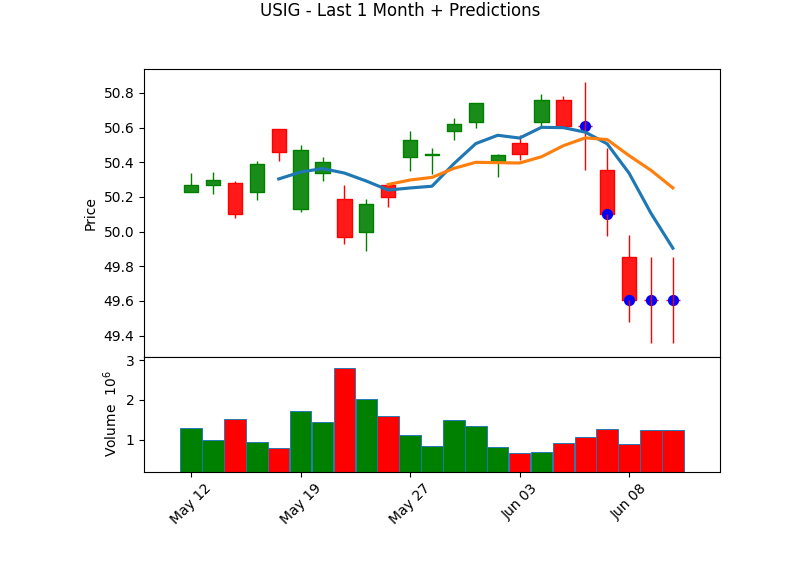 USIG - Last 1 Month + Predictions
50.8
50.6
50.4
50.2
50.0
49.8
49.6
49.4
Price
3
2
1
Volume 10^6
May 12
May 19
May 27
Jun 03
Jun 08